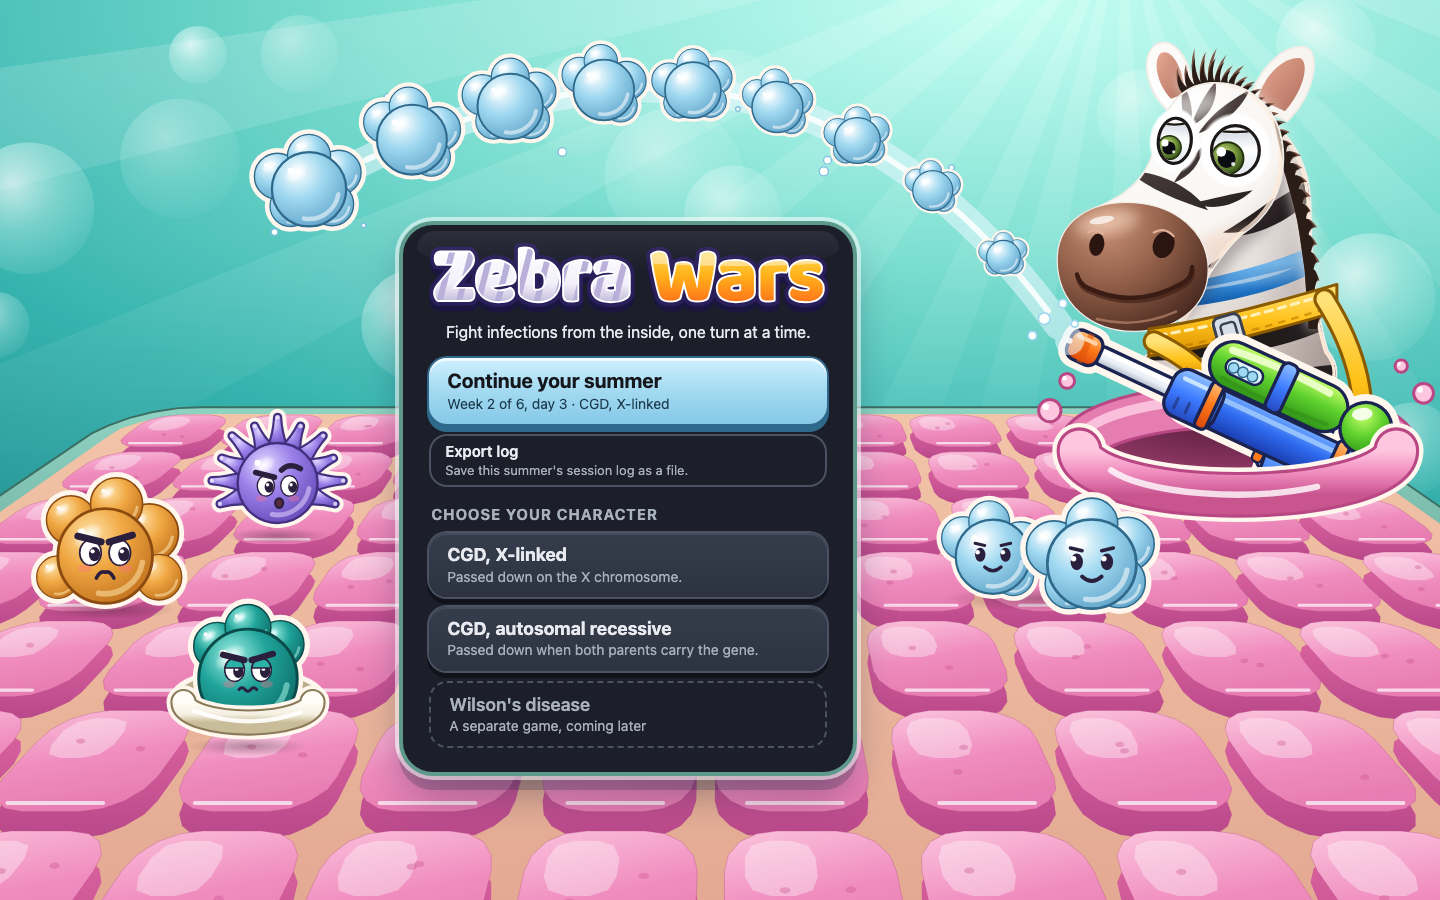 Zebra Wars
Fight infections from the inside, one turn at a time.
Continue your summer
Week 2 of 6, day 3 · CGD, X-linked
Export log
Save this summer's session log as a file.
CHOOSE YOUR CHARACTER
CGD, X-linked
Passed down on the X chromosome.
CGD, autosomal recessive
Passed down when both parents carry the gene.
Wilson's disease
A separate game, coming later